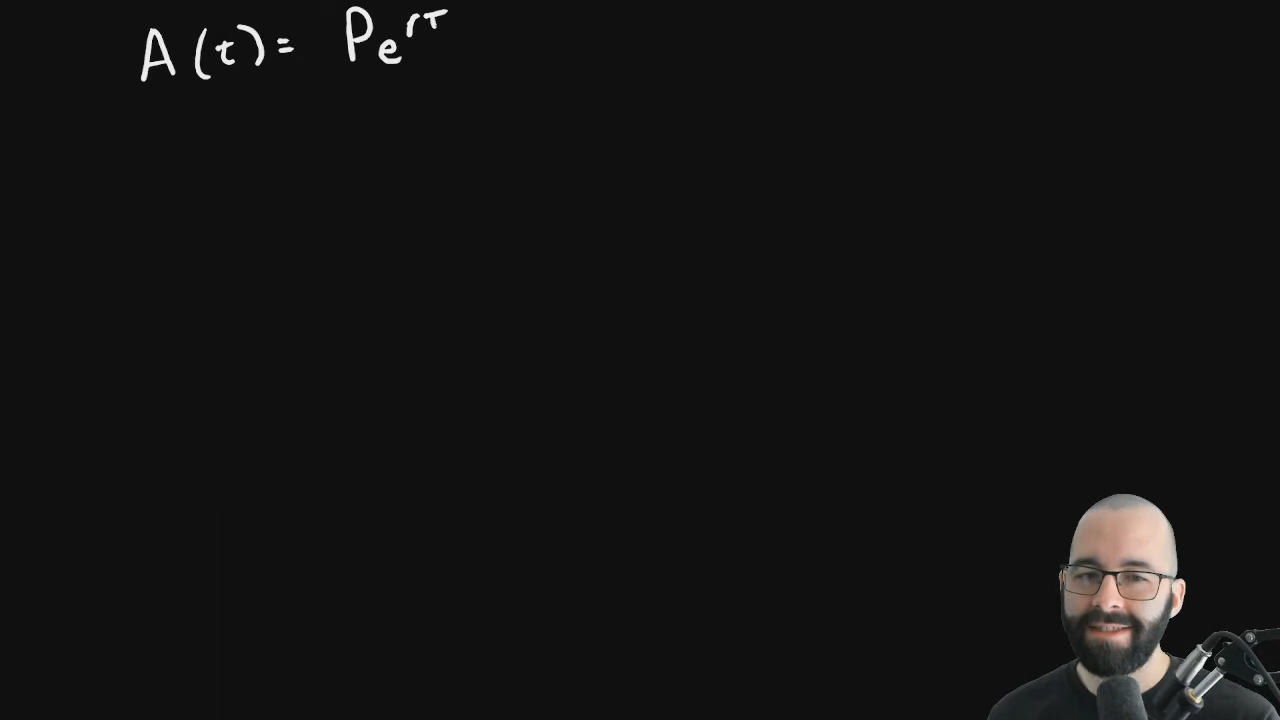 A(t) = Pe^{rt}